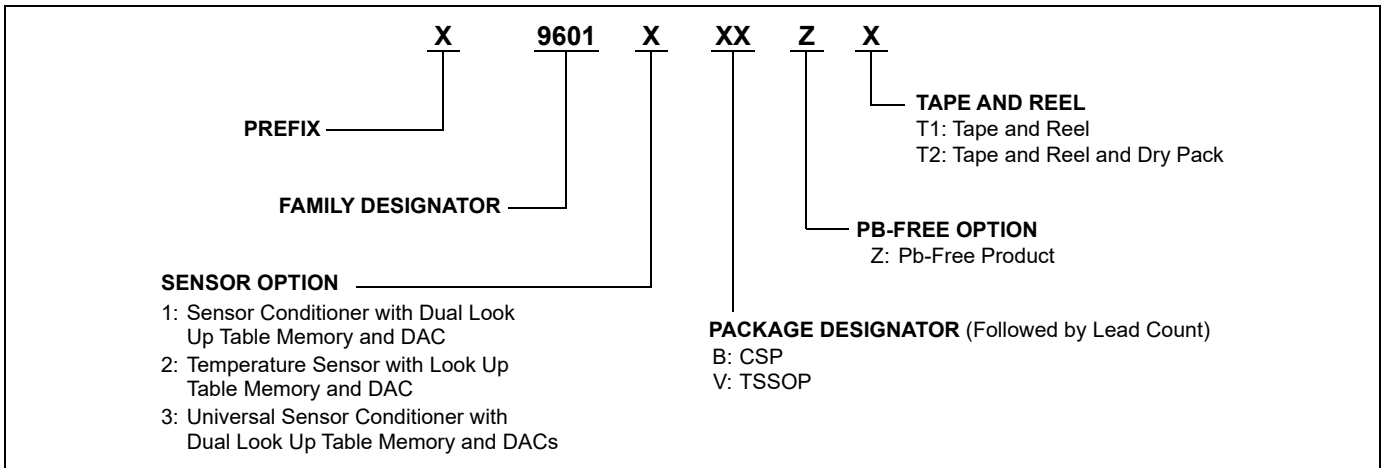 X 9601 X XX Z X
TAPE AND REEL
T1: Tape and Reel
T2: Tape and Reel and Dry Pack
PREFIX
FAMILY DESIGNATOR
PB-FREE OPTION
Z: Pb-Free Product
SENSOR OPTION
1: Sensor Conditioner with Dual Look
Up Table Memory and DAC
2: Temperature Sensor with Look Up
Table Memory and DAC
3: Universal Sensor Conditioner with
Dual Look Up Table Memory and DACs
PACKAGE DESIGNATOR (Followed by Lead Count)
B: CSP
V: TSSOP